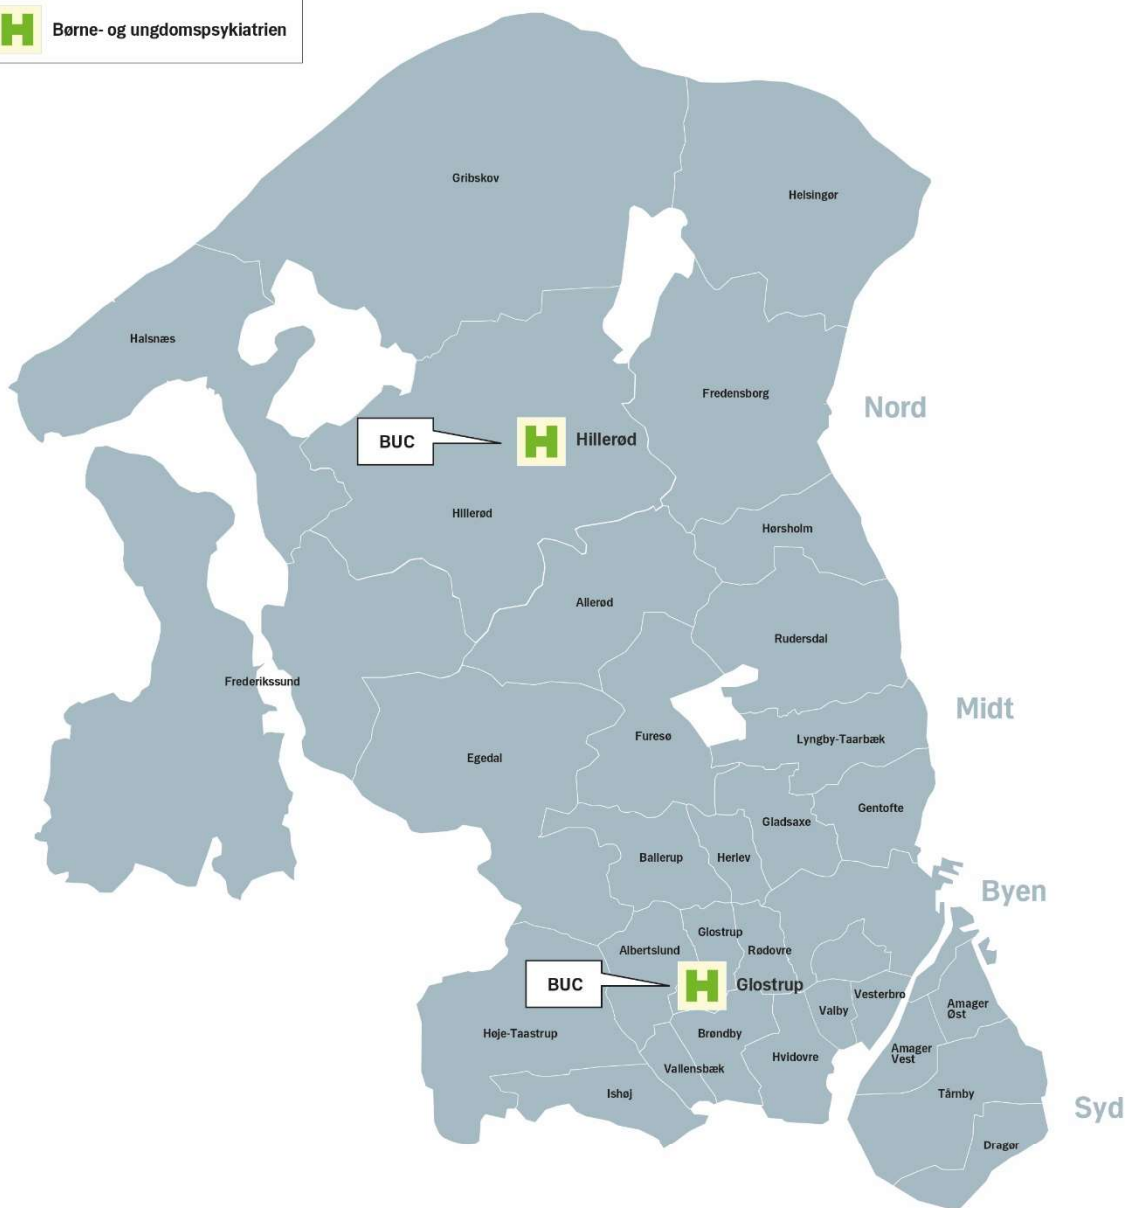 H Børne- og ungdomspsykiatrien
Gribskov
Helsingør
Halsnæs
Fredensborg
Nord
BUC
H Hillerød
Hillerød
Hørsholm
Allerød
Rudersdal
Frederikssund
Midt
Furesø
Lyngby-Taarbæk
Egedal
Gentofte
Gladsaxe
Ballerup
Herlev
Byen
Glostrup
Albertslund
Rødovre
BUC
H Glostrup
Vesterbro
Valby
Amager
Øst
Høje-Taastrup
Brøndby
Amager
Vest
Hvidovre
Vallensbæk
Ishøj
Tårnby
Syd
Dragør